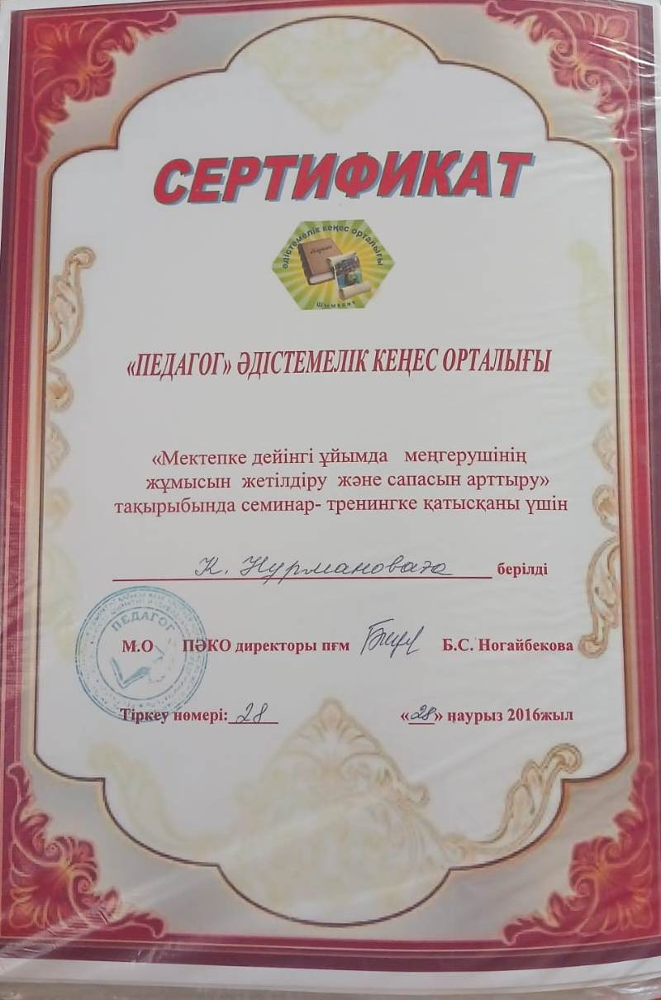 СЕРТИФИКАТ
әдістемелік кеңес орталығы
Шымкент
«ПЕДАГОГ» ӘДІСТЕМЕЛІК КЕҢЕС ОРТАЛЫҒЫ
«Мектепке дейінгі ұйымда меңгерушінің
жұмысын жетілдіру және сапасын арттыру»
тақырыбында семинар- тренингке қатысқаны үшін
К. Нурмановаға берілді
ПЕДАГОГ
М.О ПӘКО директоры пғм Б.С. Ногайбекова
Тіркеу нөмері: 28 «28» наурыз 2016жыл